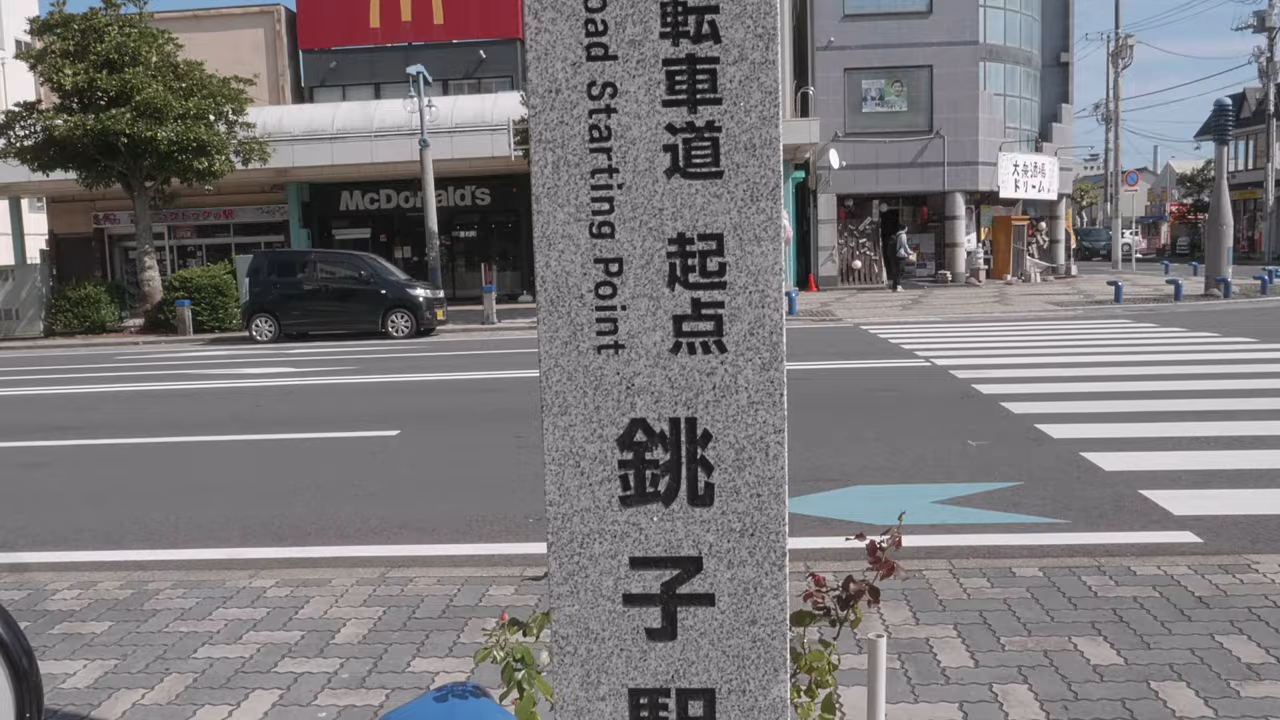 転車道 起点
oad Starting Point
銚子駅
McDonald's
大衆酒場
ドリーム